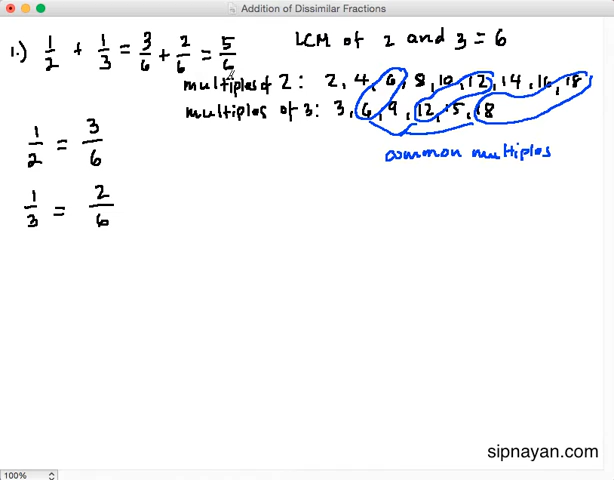 Addition of Dissimilar Fractions
1.) 1/2 + 1/3 = 3/6 + 2/6 = 5/6
LCM of 2 and 3 = 6
multiples of 2: 2, 4, 6, 8, 10, 12, 14, 16, 18
multiples of 3: 3, 6, 9, 12, 15, 18
common multiples
1/2 = 3/6
1/3 = 2/6
sipnayan.com
100%